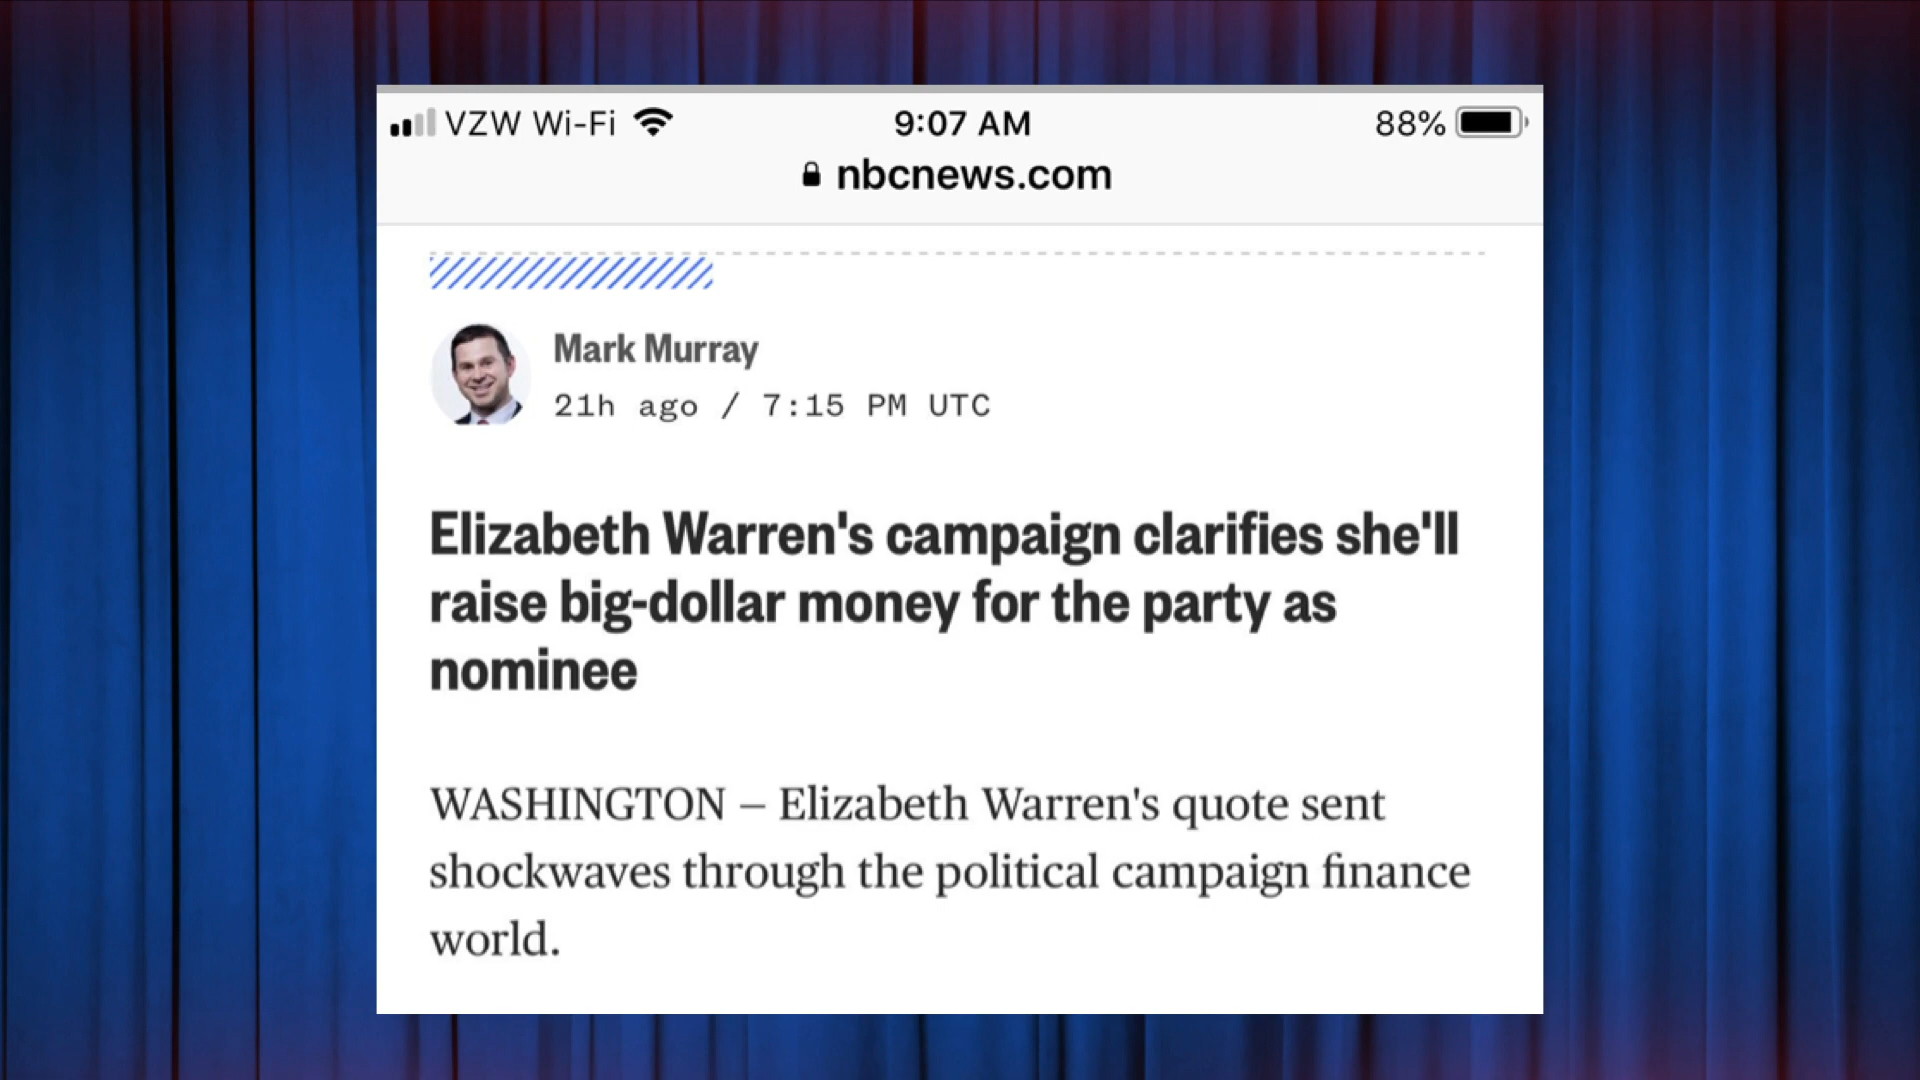 VZW Wi-Fi 9:07 AM 88%
nbcnews.com
Mark Murray
21h ago / 7:15 PM UTC
Elizabeth Warren's campaign clarifies she'll
raise big-dollar money for the party as
nominee
WASHINGTON – Elizabeth Warren's quote sent
shockwaves through the political campaign finance
world.